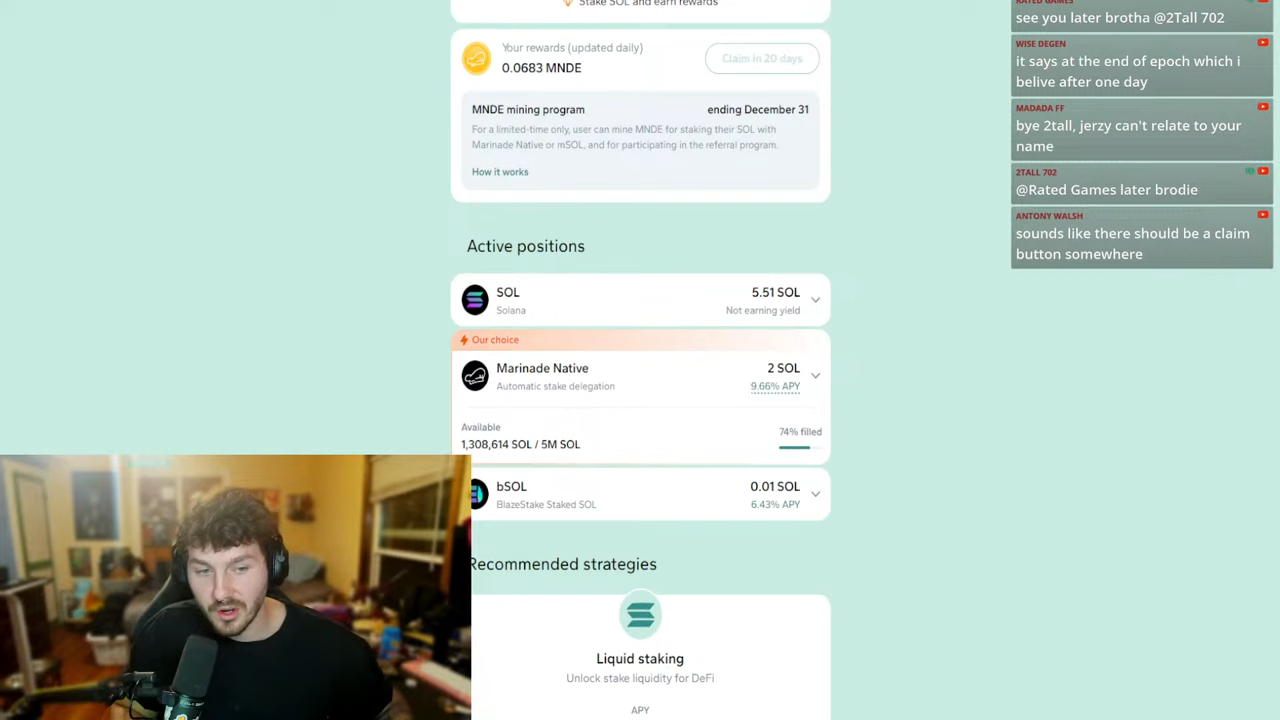 Stake SOL and earn rewards
Your rewards (updated daily)
0.0683 MNDE
Claim in 20 days
MNDE mining program
ending December 31
For a limited-time only, user can mine MNDE for staking their SOL with
Marinade Native or mSOL, and for participating in the referral program.
How it works
Active positions
SOL
Solana
5.51 SOL
Not earning yield
Our choice
Marinade Native
Automatic stake delegation
2 SOL
9.66% APY
Available
1,308,614 SOL / 5M SOL
74% filled
bSOL
BlazeStake Staked SOL
0.01 SOL
6.43% APY
Recommended strategies
Liquid staking
Unlock stake liquidity for DeFi
APY
RATED GAMES
see you later brotha @2Tall 702
WISE DEGEN
it says at the end of epoch which i
belive after one day
MADADA FF
bye 2tall, jerzy can't relate to your
name
2TALL 702
@Rated Games later brodie
ANTONY WALSH
sounds like there should be a claim
button somewhere